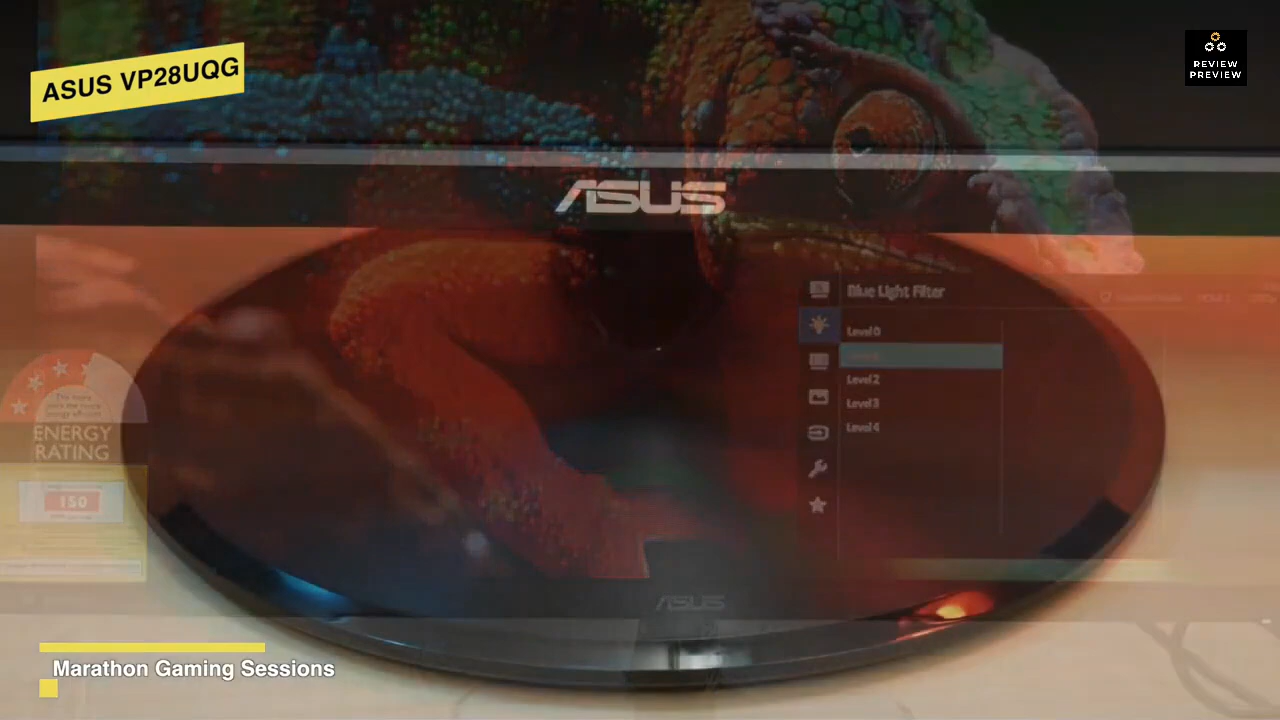 ASUS VP28UQG
REVIEW
PREVIEW
ASUS
Blue Light Filter
Level 0
Level 2
Level 3
Level 4
ENERGY
RATING
150
ASUS
Marathon Gaming Sessions